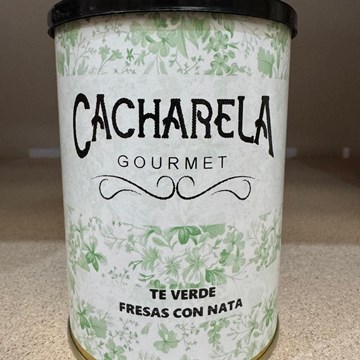 CACHARELA
GOURMET
TE VERDE
FRESAS CON NATA